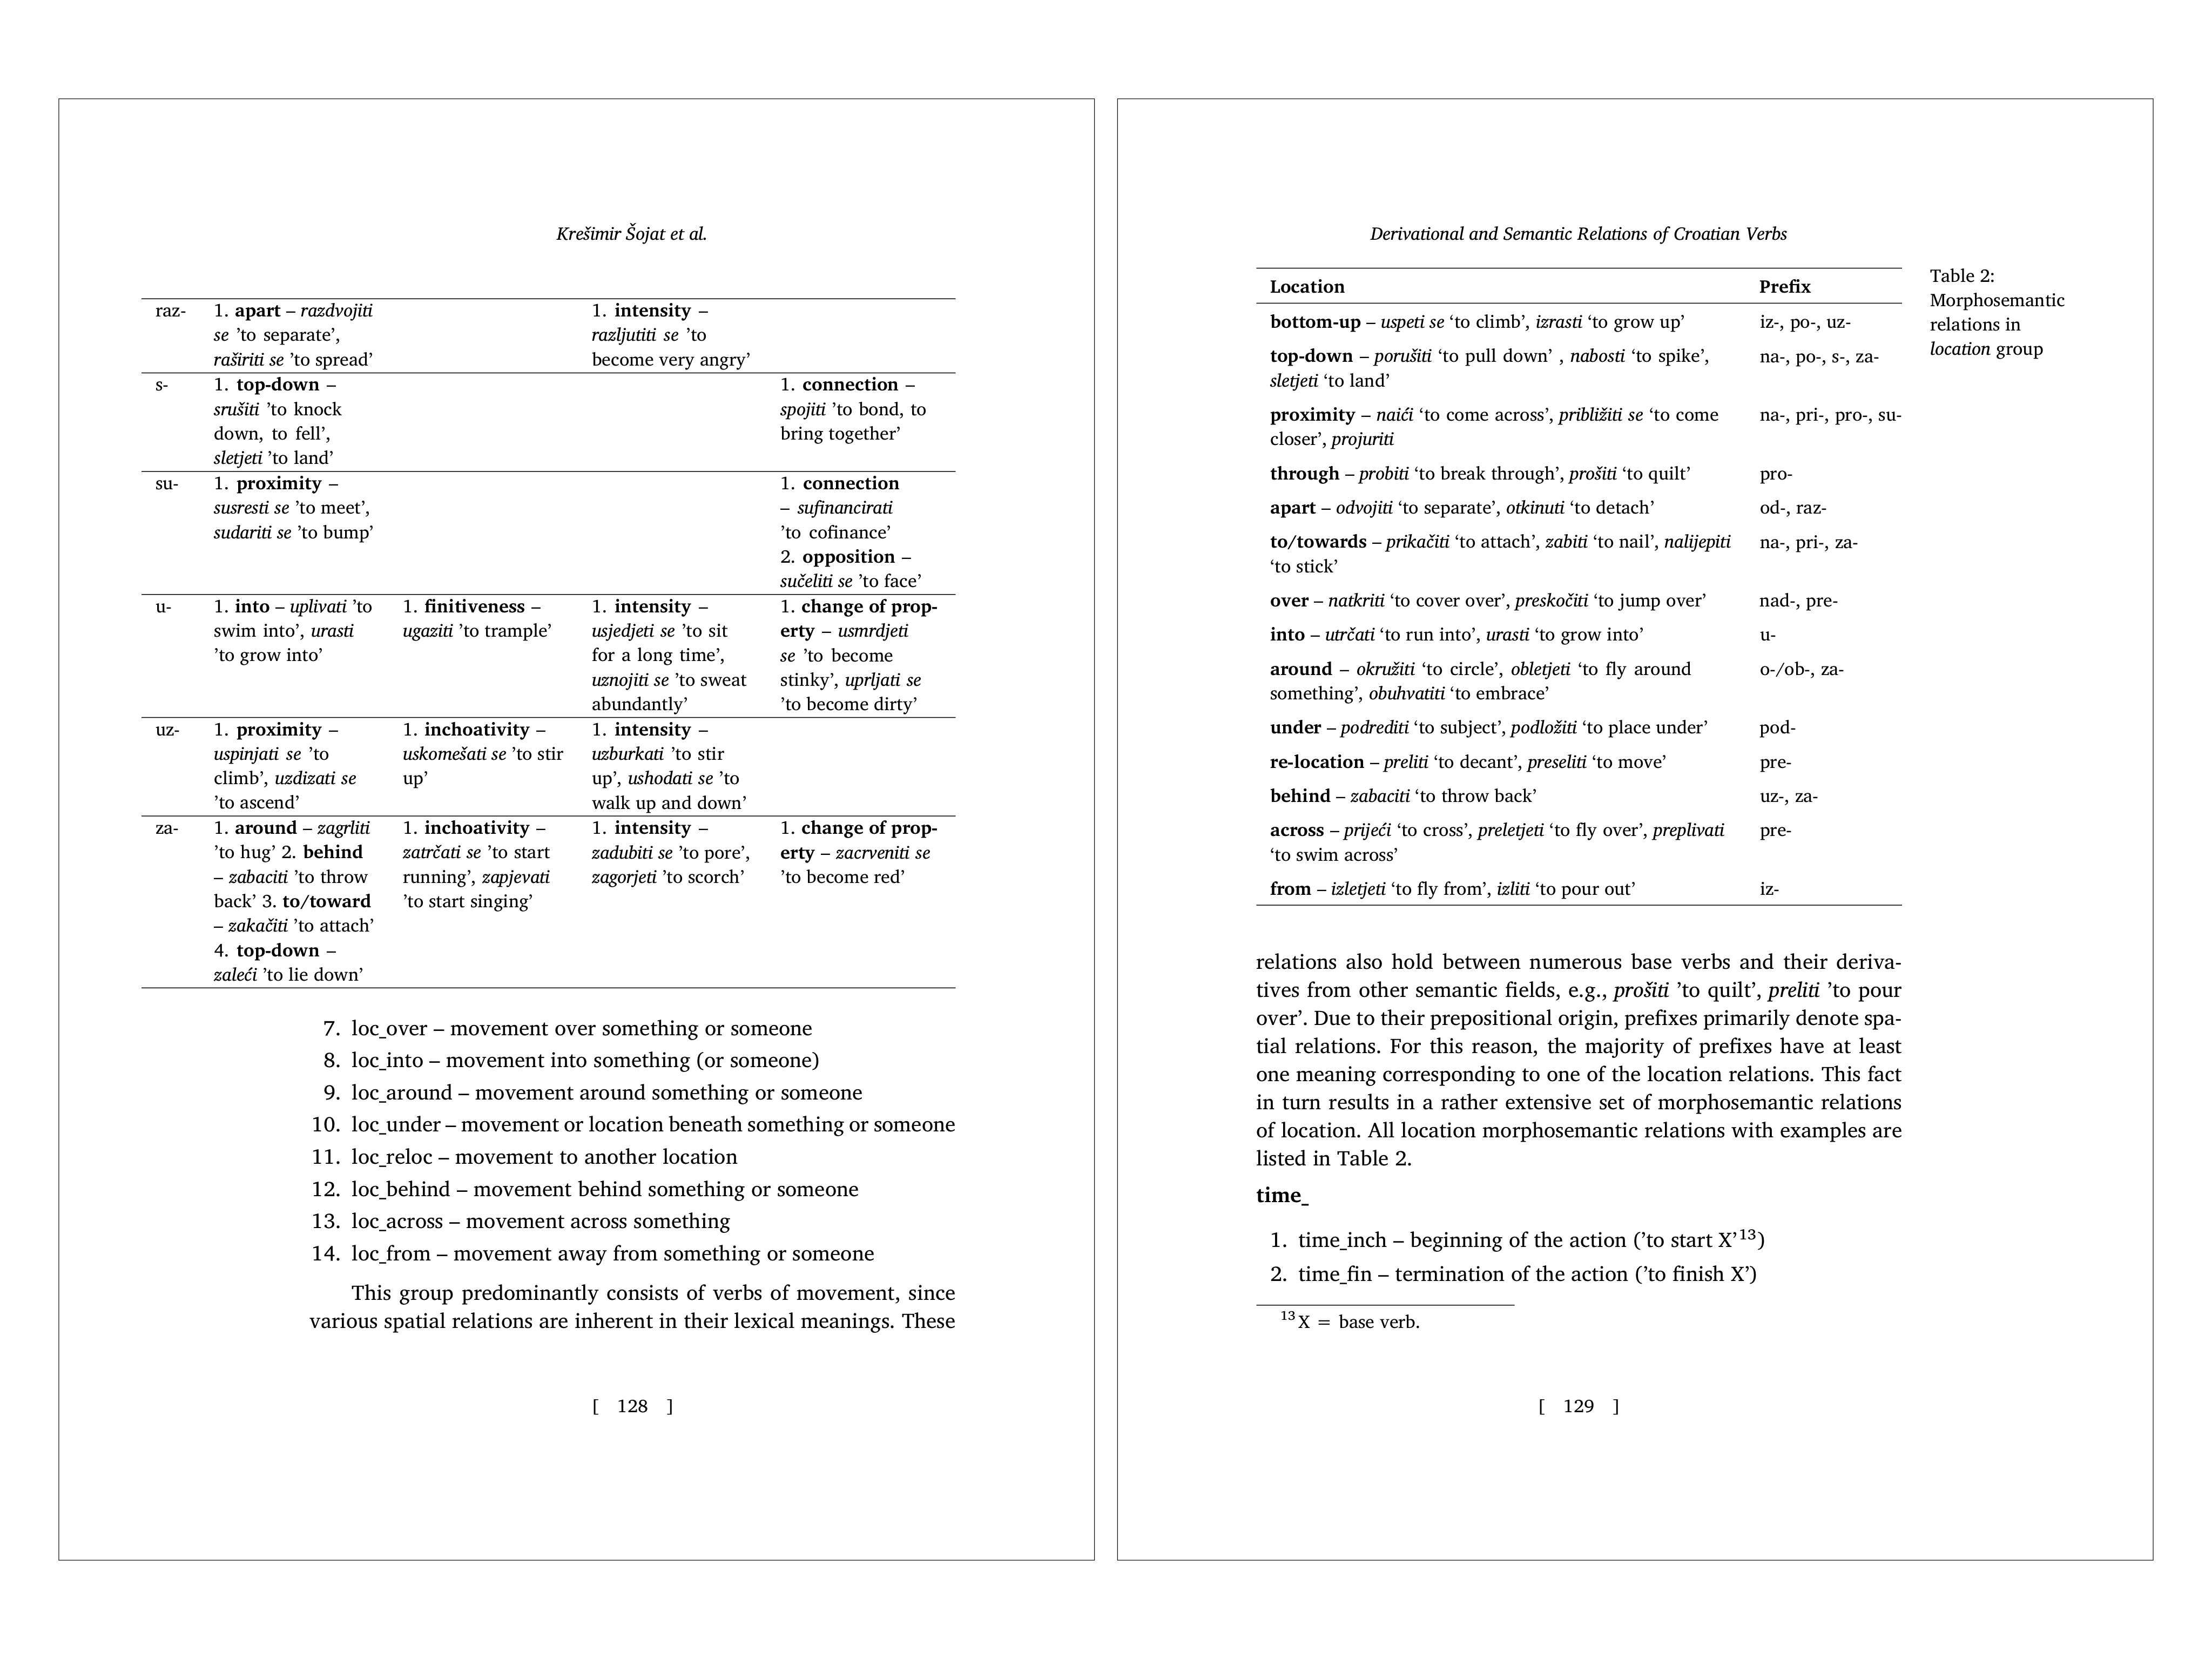 Krešimir Šojat et al.
raz- 1. apart – razdvojiti
se ’to separate’,
raširiti se ’to spread’
1. intensity –
razljutiti se ’to
become very angry’
s- 1. top-down –
srušiti ’to knock
down, to fell’,
sletjeti ’to land’
1. connection –
spojiti ’to bond, to
bring together’
su- 1. proximity –
susresti se ’to meet’,
sudariti se ’to bump’
1. connection
– sufinancirati
’to cofinance’
2. opposition –
sučeliti se ’to face’
u- 1. into – uplivati ’to
swim into’, urasti
’to grow into’
1. finitiveness –
ugaziti ’to trample’
1. intensity –
usjedjeti se ’to sit
for a long time’,
uznojiti se ’to sweat
abundantly’
1. change of prop-
erty – usmrdjeti
se ’to become
stinky’, uprljati se
’to become dirty’
uz- 1. proximity –
uspinjati se ’to
climb’, uzdizati se
’to ascend’
1. inchoativity –
uskomešati se ’to stir
up’
1. intensity –
uzburkati ’to stir
up’, ushodati se ’to
walk up and down’
za- 1. around – zagrliti
’to hug’ 2. behind
– zabaciti ’to throw
back’ 3. to/toward
– zakačiti ’to attach’
4. top-down –
zaleći ’to lie down’
1. inchoativity –
zatrčati se ’to start
running’, zapjevati
’to start singing’
1. intensity –
zadubiti se ’to pore’,
zagorjeti ’to scorch’
1. change of prop-
erty – zacrveniti se
’to become red’
7. loc_over – movement over something or someone
8. loc_into – movement into something (or someone)
9. loc_around – movement around something or someone
10. loc_under – movement or location beneath something or someone
11. loc_reloc – movement to another location
12. loc_behind – movement behind something or someone
13. loc_across – movement across something
14. loc_from – movement away from something or someone
This group predominantly consists of verbs of movement, since
various spatial relations are inherent in their lexical meanings. These
[ 128 ]
Derivational and Semantic Relations of Croatian Verbs
Location Prefix
bottom-up – uspeti se ‘to climb’, izrasti ‘to grow up’ iz-, po-, uz-
top-down – porušiti ‘to pull down’ , nabosti ‘to spike’, na-, po-, s-, za-
sletjeti ‘to land’
proximity – naići ‘to come across’, približiti se ‘to come na-, pri-, pro-, su-
closer’, projuriti
through – probiti ‘to break through’, prošiti ‘to quilt’ pro-
apart – odvojiti ‘to separate’, otkinuti ‘to detach’ od-, raz-
to/towards – prikačiti ‘to attach’, zabiti ‘to nail’, nalijepiti na-, pri-, za-
‘to stick’
over – natkriti ‘to cover over’, preskočiti ‘to jump over’ nad-, pre-
into – utrčati ‘to run into’, urasti ‘to grow into’ u-
around – okružiti ‘to circle’, obletjeti ‘to fly around o-/ob-, za-
something’, obuhvatiti ‘to embrace’
under – podrediti ‘to subject’, podložiti ‘to place under’ pod-
re-location – preliti ‘to decant’, preseliti ‘to move’ pre-
behind – zabaciti ‘to throw back’ uz-, za-
across – prijeći ‘to cross’, preletjeti ‘to fly over’, preplivati pre-
‘to swim across’
from – izletjeti ‘to fly from’, izliti ‘to pour out’ iz-
Table 2:
Morphosemantic
relations in
location group
relations also hold between numerous base verbs and their deriva-
tives from other semantic fields, e.g., prošiti ’to quilt’, preliti ’to pour
over’. Due to their prepositional origin, prefixes primarily denote spa-
tial relations. For this reason, the majority of prefixes have at least
one meaning corresponding to one of the location relations. This fact
in turn results in a rather extensive set of morphosemantic relations
of location. All location morphosemantic relations with examples are
listed in Table 2.
time_
1. time_inch – beginning of the action (’to start X’13)
2. time_fin – termination of the action (’to finish X’)
13 X = base verb.
[ 129 ]